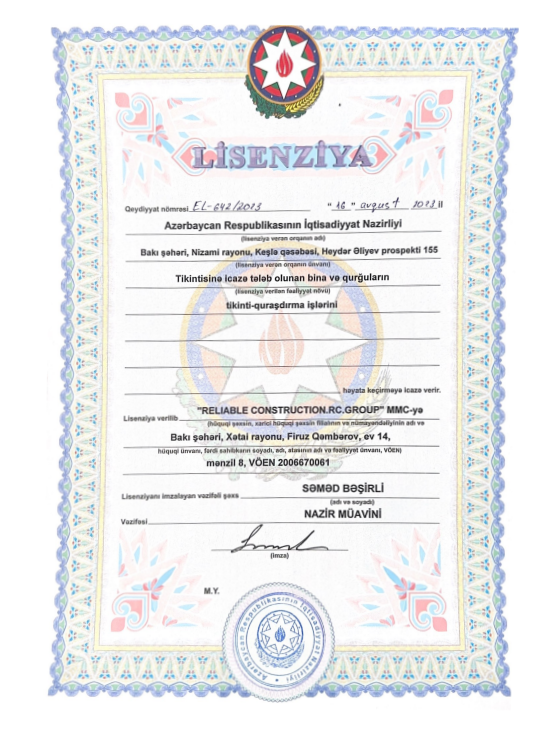 LİSENZİYA
Qeydiyyat nömrəsi EL-642/2023 "16" avqust 2023 il
Azərbaycan Respublikasının İqtisadiyyat Nazirliyi
(lisenziya verən orqanın adı)
Bakı şəhəri, Nizami rayonu, Keşlə qəsəbəsi, Heydər Əliyev prospekti 155
(lisenziya verən orqanın ünvanı)
Tikintisinə icazə tələb olunan bina və qurğuların
(lisenziya verilən fəaliyyət növü)
tikinti-quraşdırma işlərini
həyata keçirməyə icazə verir.
Lisenziya verilib "RELIABLE CONSTRUCTION.RC.GROUP" MMC-yə
(hüquqi şəxsin, xarici hüquqi şəxsin filialının və nümayəndəliyinin adı və
Bakı şəhəri, Xətai rayonu, Firuz Qəmbərov, ev 14,
hüquqi ünvanı, fərdi sahibkarın soyadı, adı, atasının adı və fəaliyyət ünvanı, VÖEN)
mənzil 8, VÖEN 2006670061
Lisenziyanı imzalayan vəzifəli şəxs SƏMƏD BƏŞİRLİ
(adı və soyadı)
Vəzifəsi NAZİR MÜAVİNİ
(imza)
M.Y.
Azərbaycan Respublikasının İqtisadiyyat Nazirliyi